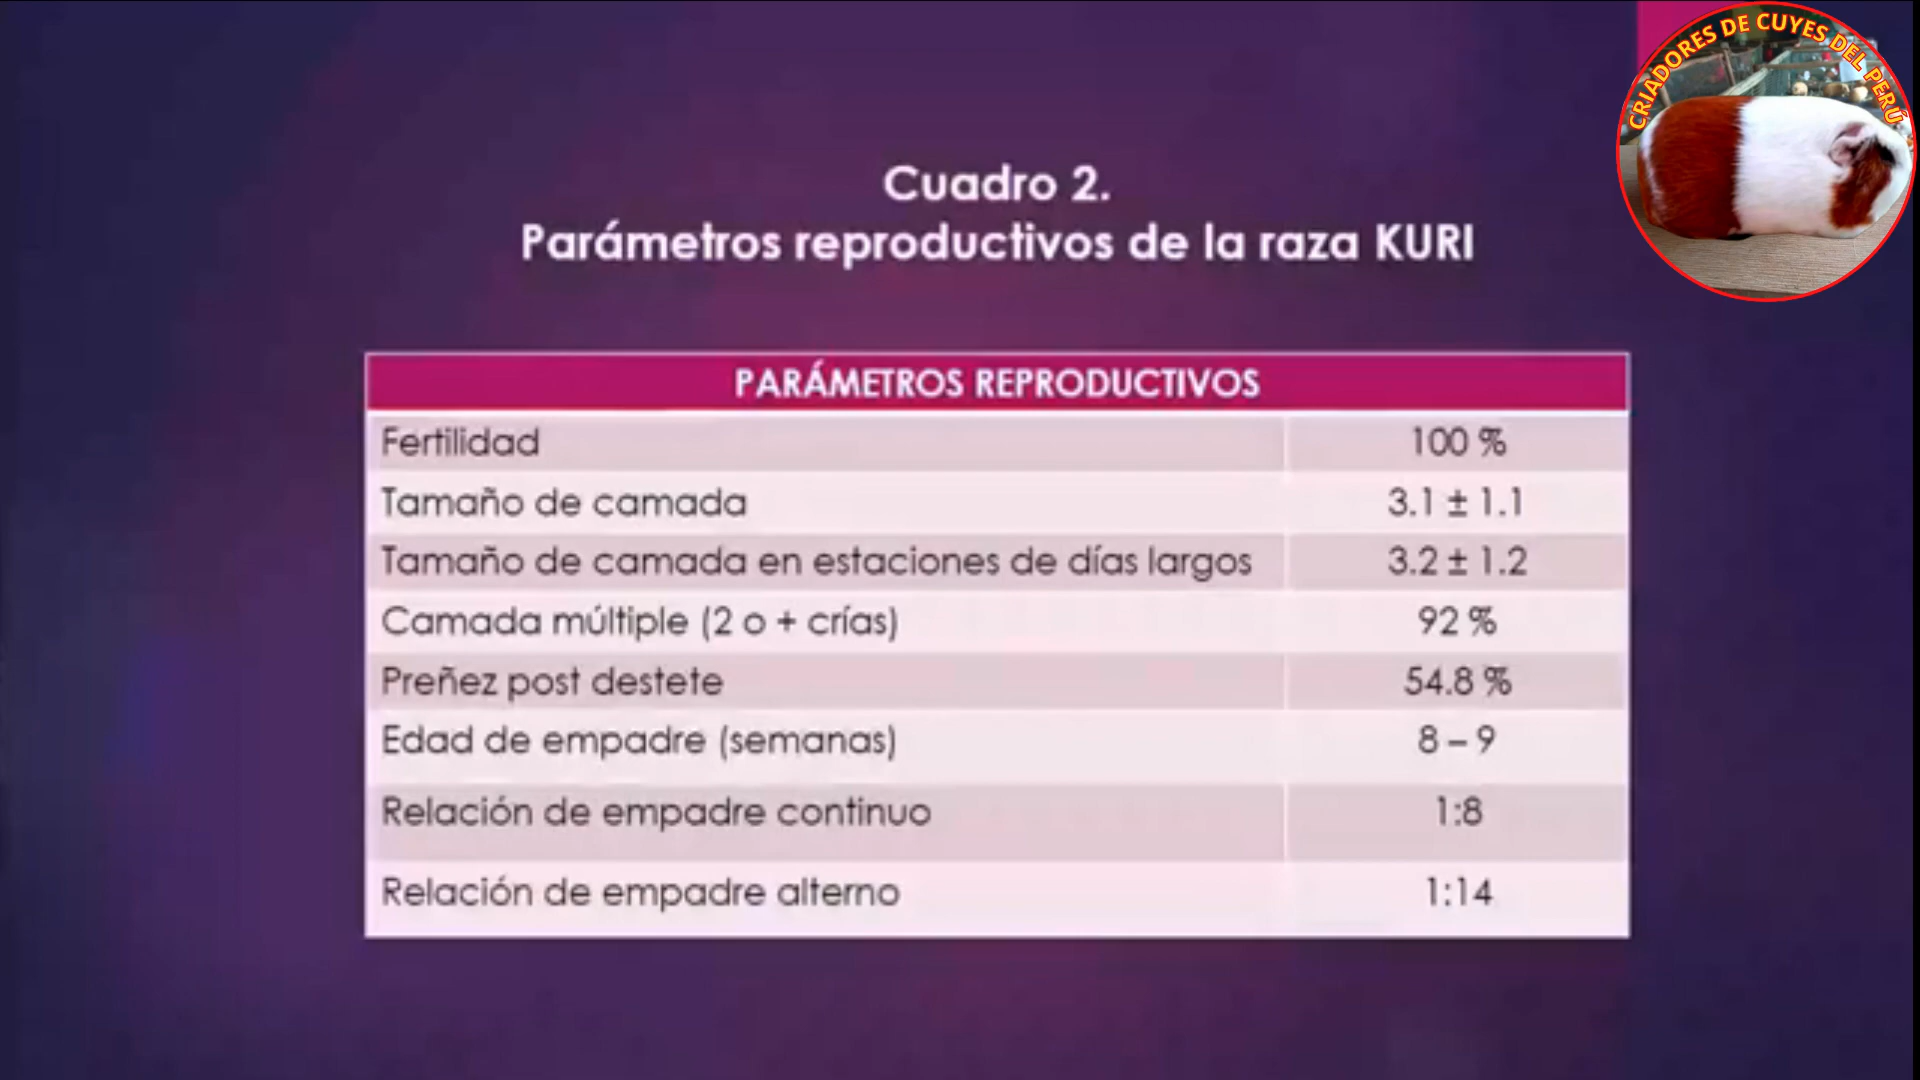 CRIADORES DE CUYES DEL PERÚ
Cuadro 2.
Parámetros reproductivos de la raza KURI
PARÁMETROS REPRODUCTIVOS
Fertilidad 100 %
Tamaño de camada 3.1 ± 1.1
Tamaño de camada en estaciones de días largos 3.2 ± 1.2
Camada múltiple (2 o + crías) 92 %
Preñez post destete 54.8 %
Edad de empadre (semanas) 8 – 9
Relación de empadre continuo 1:8
Relación de empadre alterno 1:14